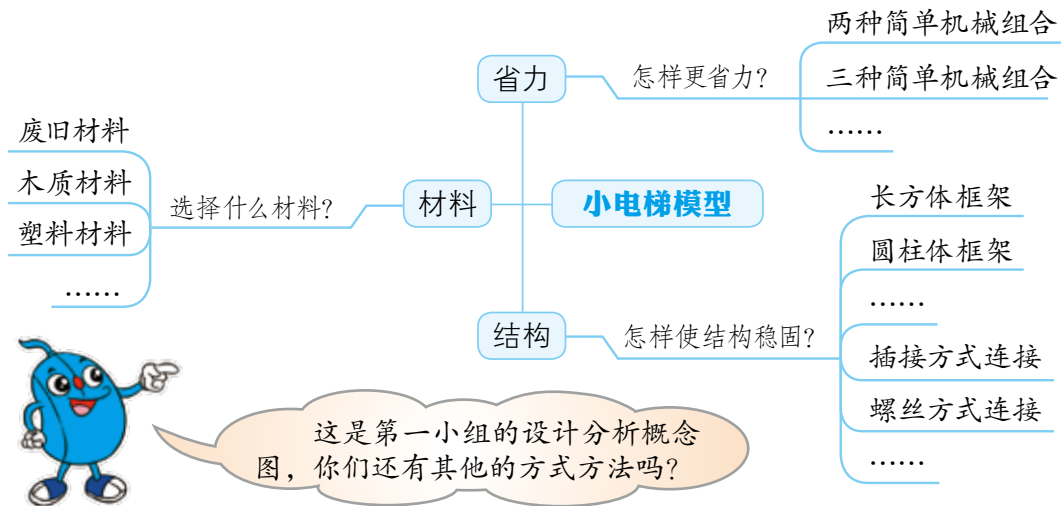 两种简单机械组合
省力
怎样更省力？
三种简单机械组合
……
废旧材料
木质材料
塑料材料
……
选择什么材料？
材料
小电梯模型
长方体框架
圆柱体框架
……
结构
怎样使结构稳固？
插接方式连接
螺丝方式连接
……
这是第一小组的设计分析概念
图，你们还有其他的方式方法吗？